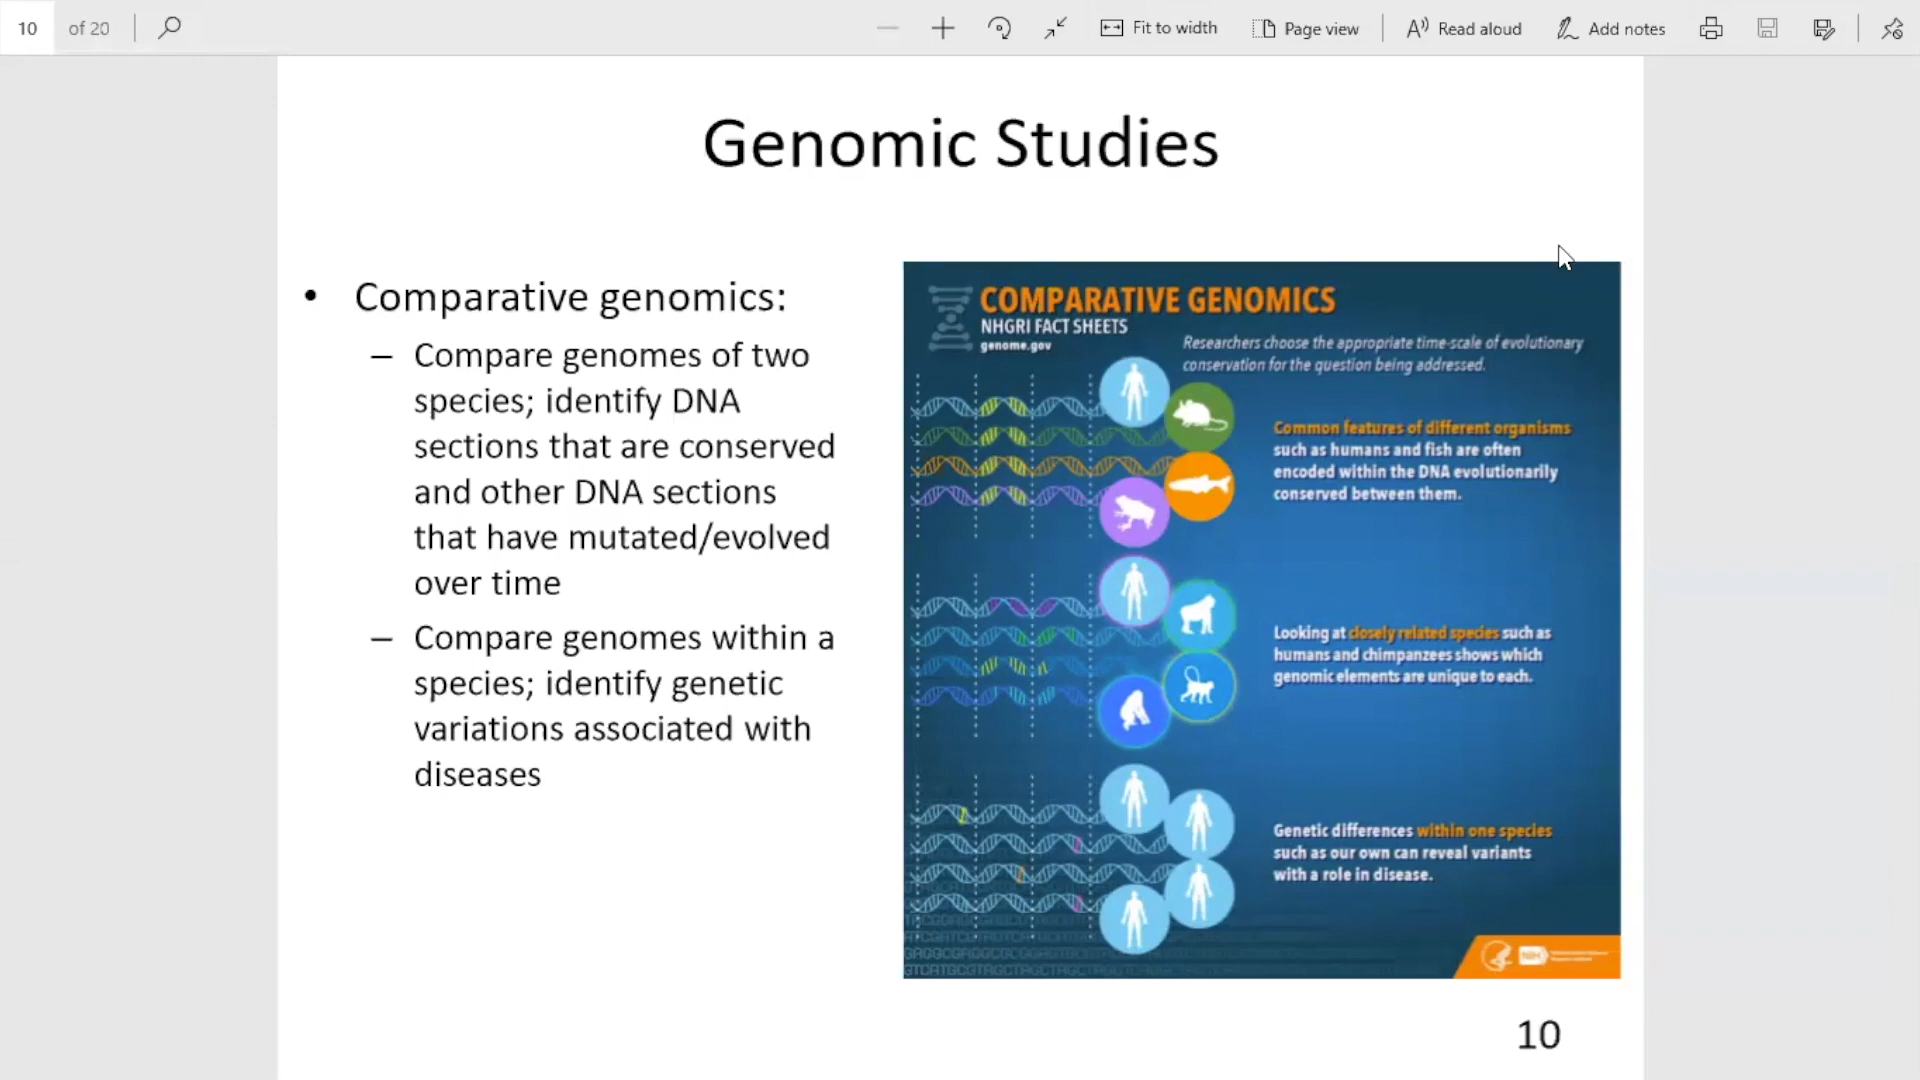 10 of 20 Fit to width Page view Read aloud Add notes
Genomic Studies
• Comparative genomics:
– Compare genomes of two
species; identify DNA
sections that are conserved
and other DNA sections
that have mutated/evolved
over time
– Compare genomes within a
species; identify genetic
variations associated with
diseases
COMPARATIVE GENOMICS
NHGRI FACT SHEETS
genome.gov
Researchers choose the appropriate time-scale of evolutionary
conservation for the question being addressed.
Common features of different organisms
such as humans and fish are often
encoded within the DNA evolutionarily
conserved between them.
Looking at closely related species such as
humans and chimpanzees shows which
genomic elements are unique to each.
Genetic differences within one species
such as our own can reveal variants
with a role in disease.
NIH
10